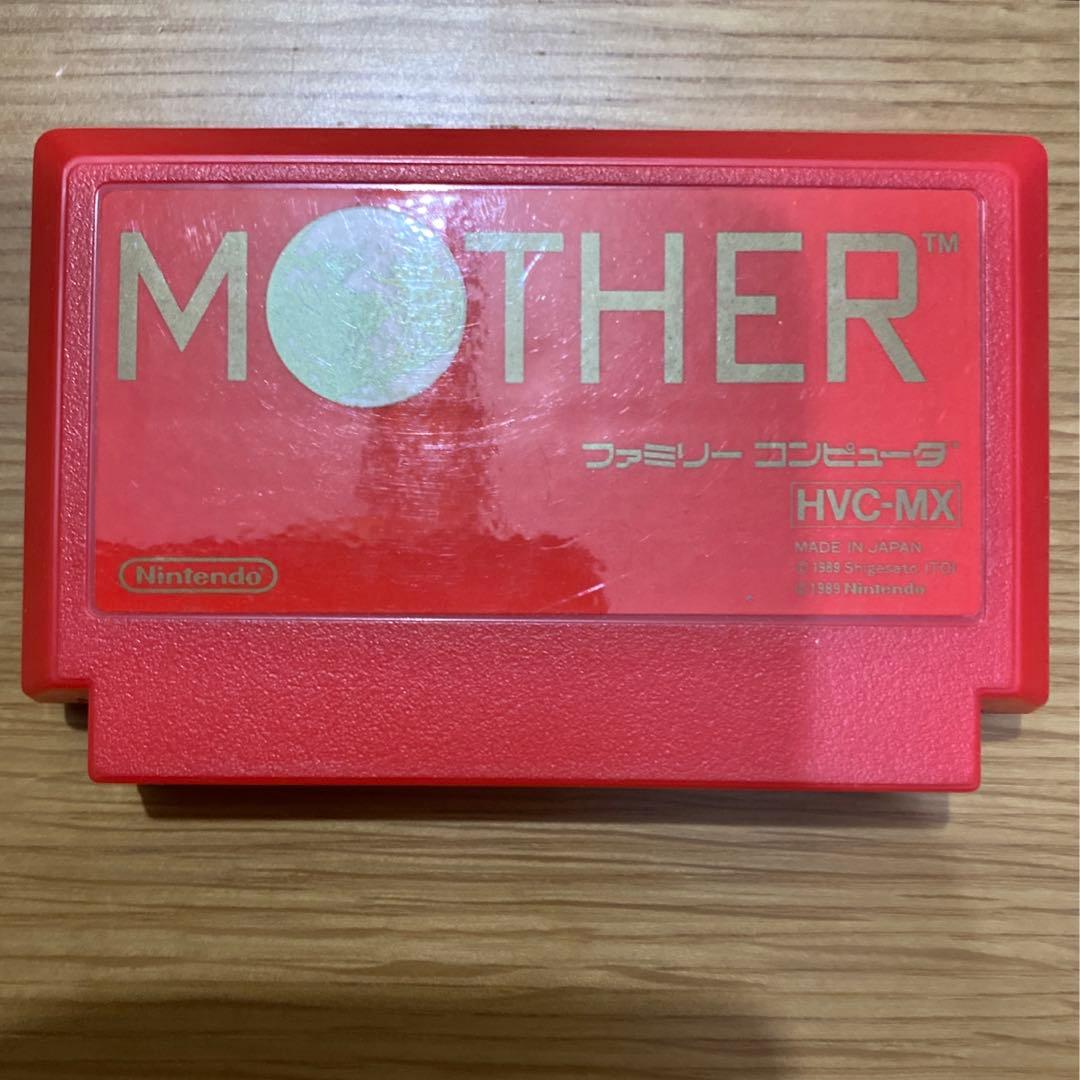 MOTHER™
ファミリー コンピュータ®
HVC-MX
MADE IN JAPAN
© 1989 Shigesato ITOI
© 1989 Nintendo
Nintendo®